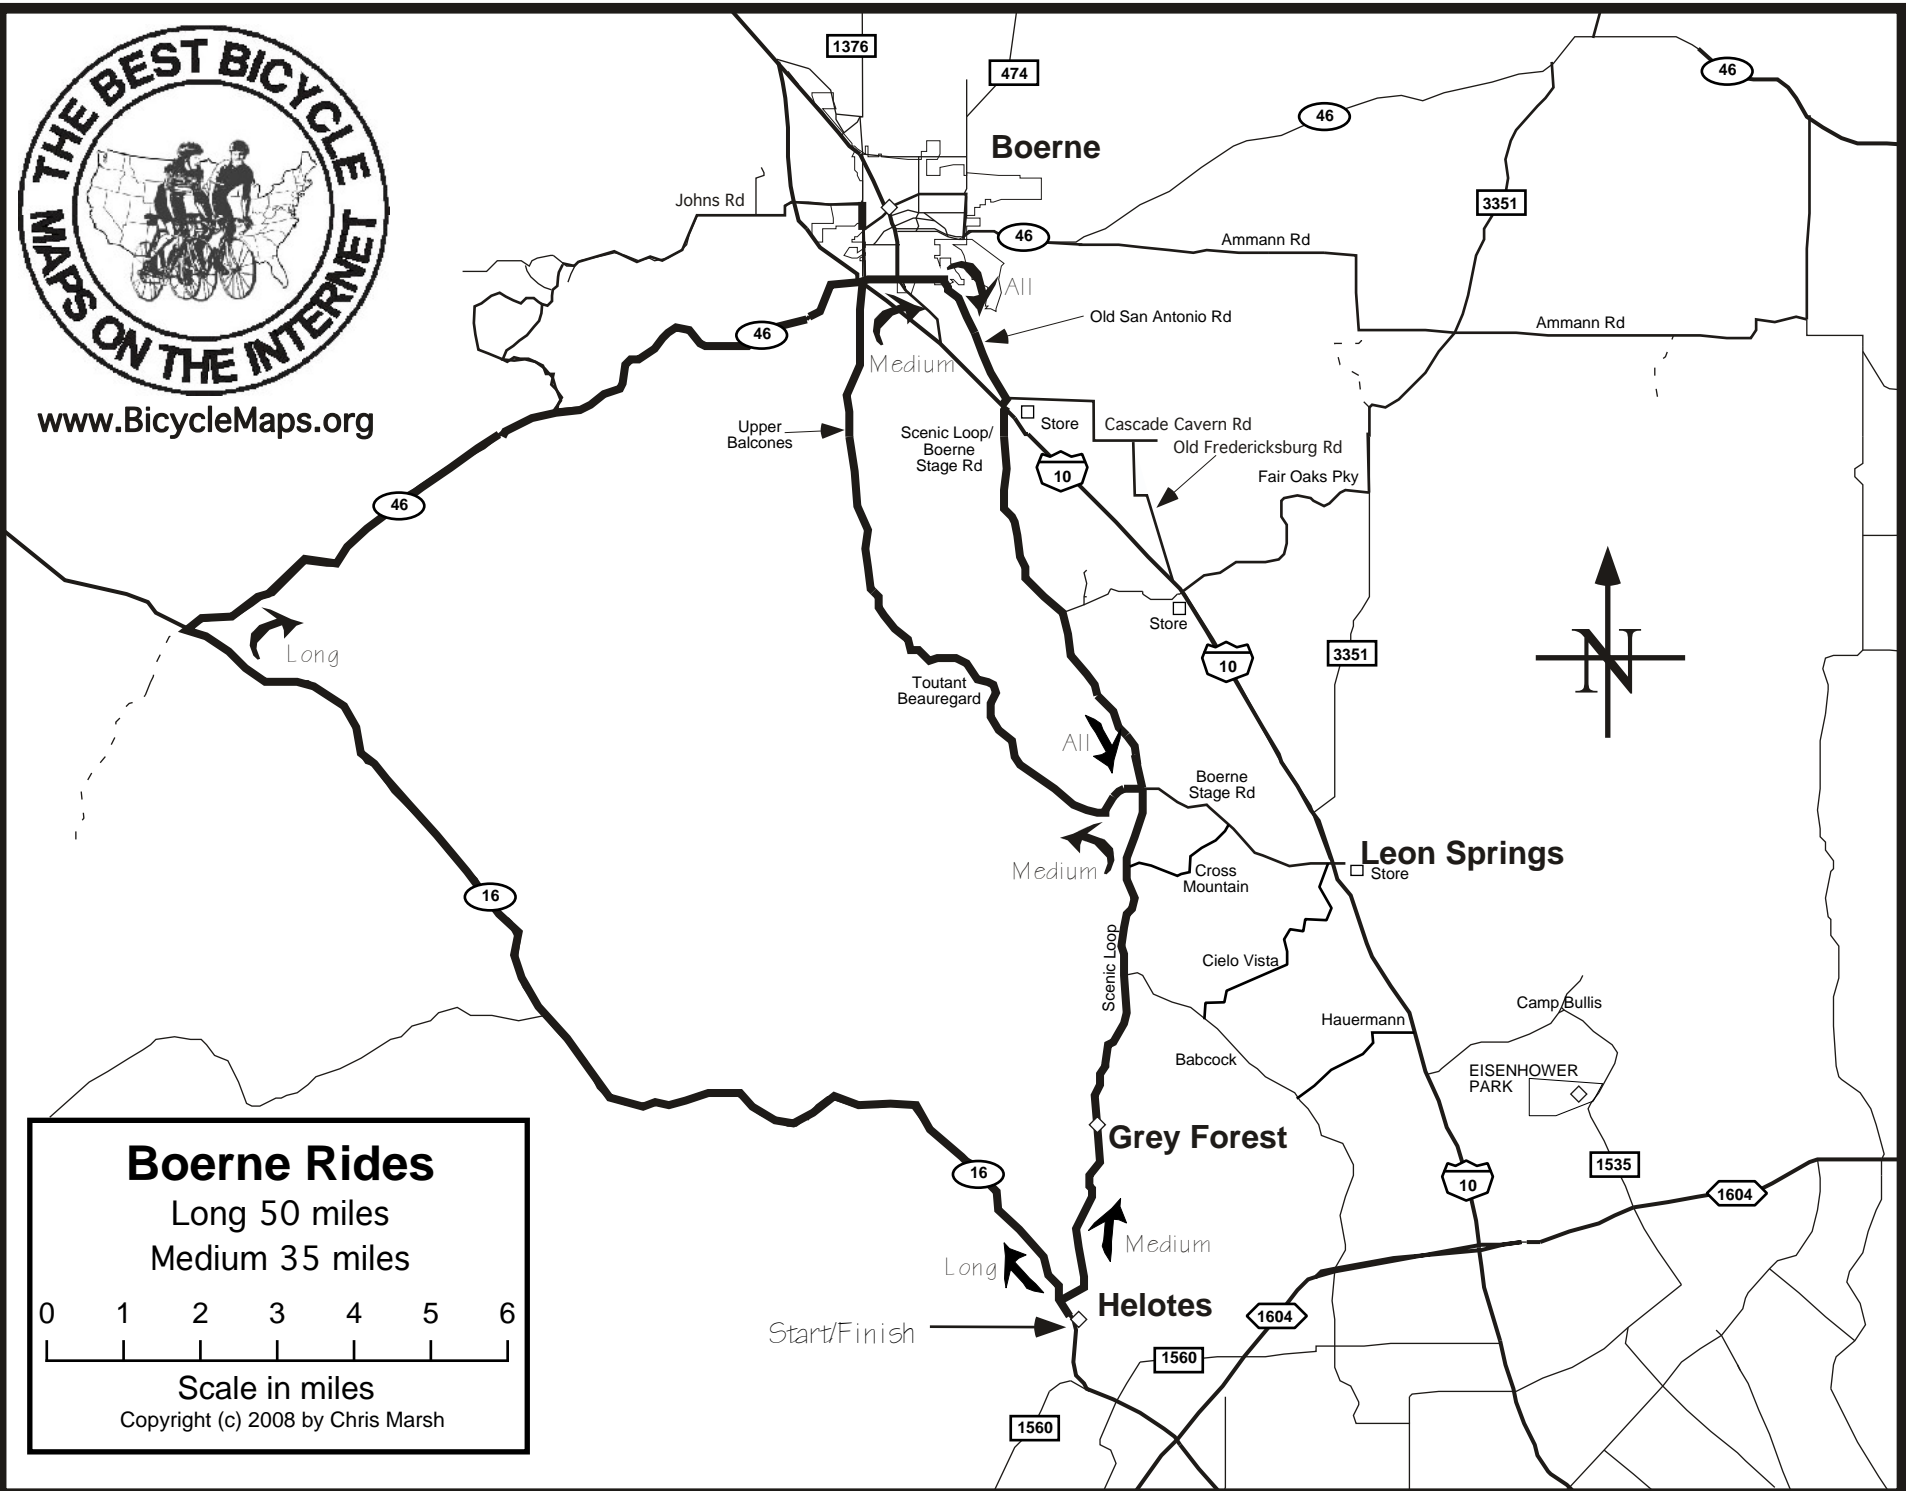 THE BEST BICYCLE
MAPS ON THE INTERNET
www.BicycleMaps.org
1376
474
46
46
Boerne
Johns Rd
3351
46
Ammann Rd
All
Old San Antonio Rd
Ammann Rd
46
Medium
Upper
Balcones
Scenic Loop/
Boerne
Stage Rd
Store
Cascade Cavern Rd
Old Fredericksburg Rd
10
Fair Oaks Pky
46
Store
Long
10
3351
N
Toutant
Beauregard
All
Boerne
Stage Rd
Leon Springs
Store
Medium
Cross
Mountain
16
Scenic Loop
Cielo Vista
Camp Bullis
Hauermann
Babcock
EISENHOWER
PARK
Grey Forest
1535
16
10
1604
Medium
Long
Helotes
1604
Start/Finish
1560
1560
Boerne Rides
Long 50 miles
Medium 35 miles
0 1 2 3 4 5 6
Scale in miles
Copyright (c) 2008 by Chris Marsh